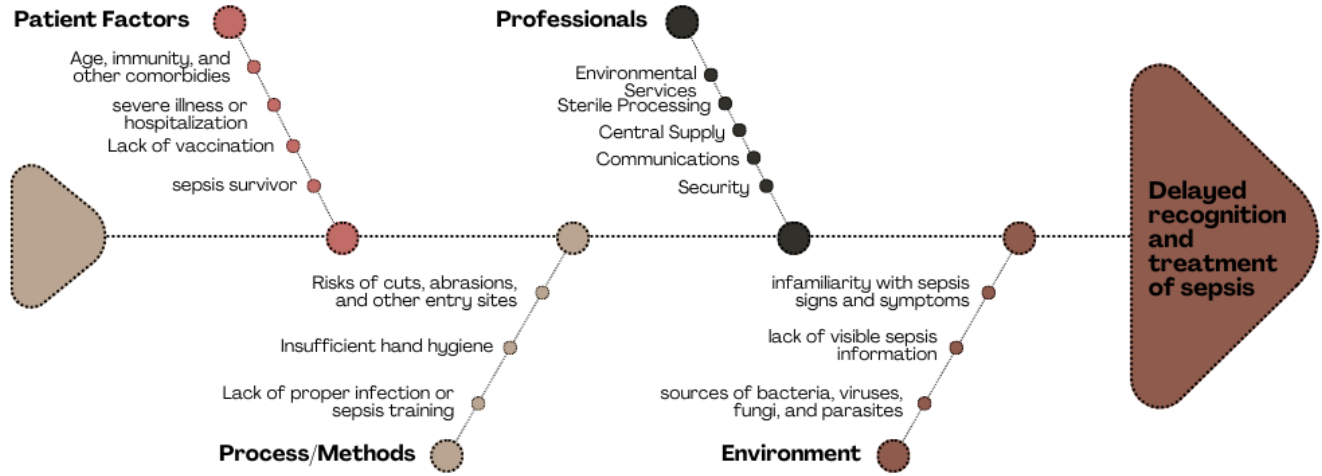 Patient Factors
Age, immunity, and
other comorbidies
severe illness or
hospitalization
Lack of vaccination
sepsis survivor
Professionals
Environmental
Services
Sterile Processing
Central Supply
Communications
Security
Risks of cuts, abrasions,
and other entry sites
Insufficient hand hygiene
Lack of proper infection or
sepsis training
Process/Methods
infamiliarity with sepsis
signs and symptoms
lack of visible sepsis
information
sources of bacteria, viruses,
fungi, and parasites
Environment
Delayed
recognition
and
treatment
of sepsis